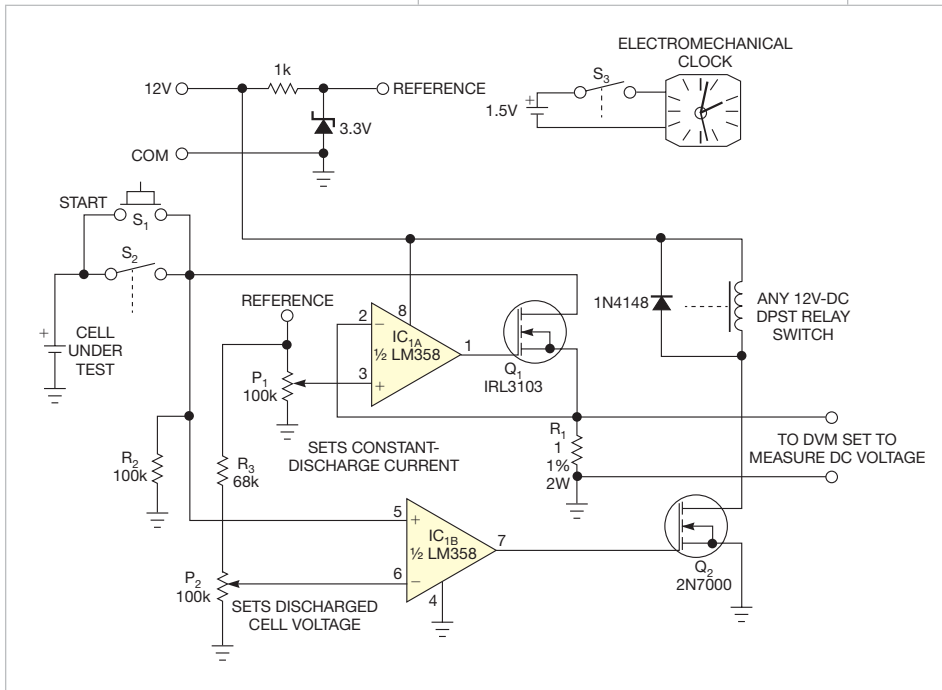 ELECTROMECHANICAL
CLOCK
1k
12V
REFERENCE
S3
+
1.5V
3.3V
COM
START
S1
S2
REFERENCE
1N4148
ANY 12V-DC
DPST RELAY
SWITCH
+
CELL
UNDER
TEST
2
−
8
IC1A
½ LM358
1
3
+
Q1
IRL3103
P1
100k
SETS CONSTANT-
DISCHARGE CURRENT
R1
1
1%
2W
TO DVM SET TO
MEASURE DC VOLTAGE
R2
100k
R3
68k
5
+
IC1B
½ LM358
7
6
−
4
Q2
2N7000
P2
100k
SETS DISCHARGED
CELL VOLTAGE